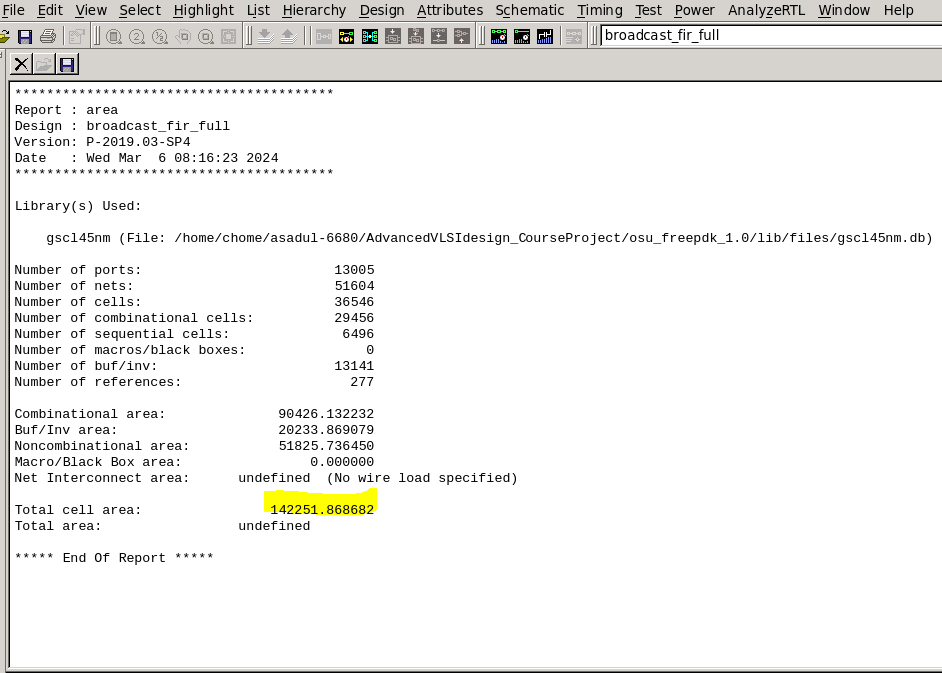 File Edit View Select Highlight List Hierarchy Design Attributes Schematic Timing Test Power AnalyzeRTL Window Help
broadcast_fir_full
****************************************
Report : area
Design : broadcast_fir_full
Version: P-2019.03-SP4
Date   : Wed Mar  6 08:16:23 2024
****************************************
Library(s) Used:
gscl45nm (File: /home/chome/asadul-6680/AdvancedVLSIdesign_CourseProject/osu_freepdk_1.0/lib/files/gscl45nm.db)
Number of ports: 13005
Number of nets: 51604
Number of cells: 36546
Number of combinational cells: 29456
Number of sequential cells: 6496
Number of macros/black boxes: 0
Number of buf/inv: 13141
Number of references: 277
Combinational area: 90426.132232
Buf/Inv area: 20233.869079
Noncombinational area: 51825.736450
Macro/Black Box area: 0.000000
Net Interconnect area: undefined  (No wire load specified)
Total cell area: 142251.868682
Total area: undefined
***** End Of Report *****